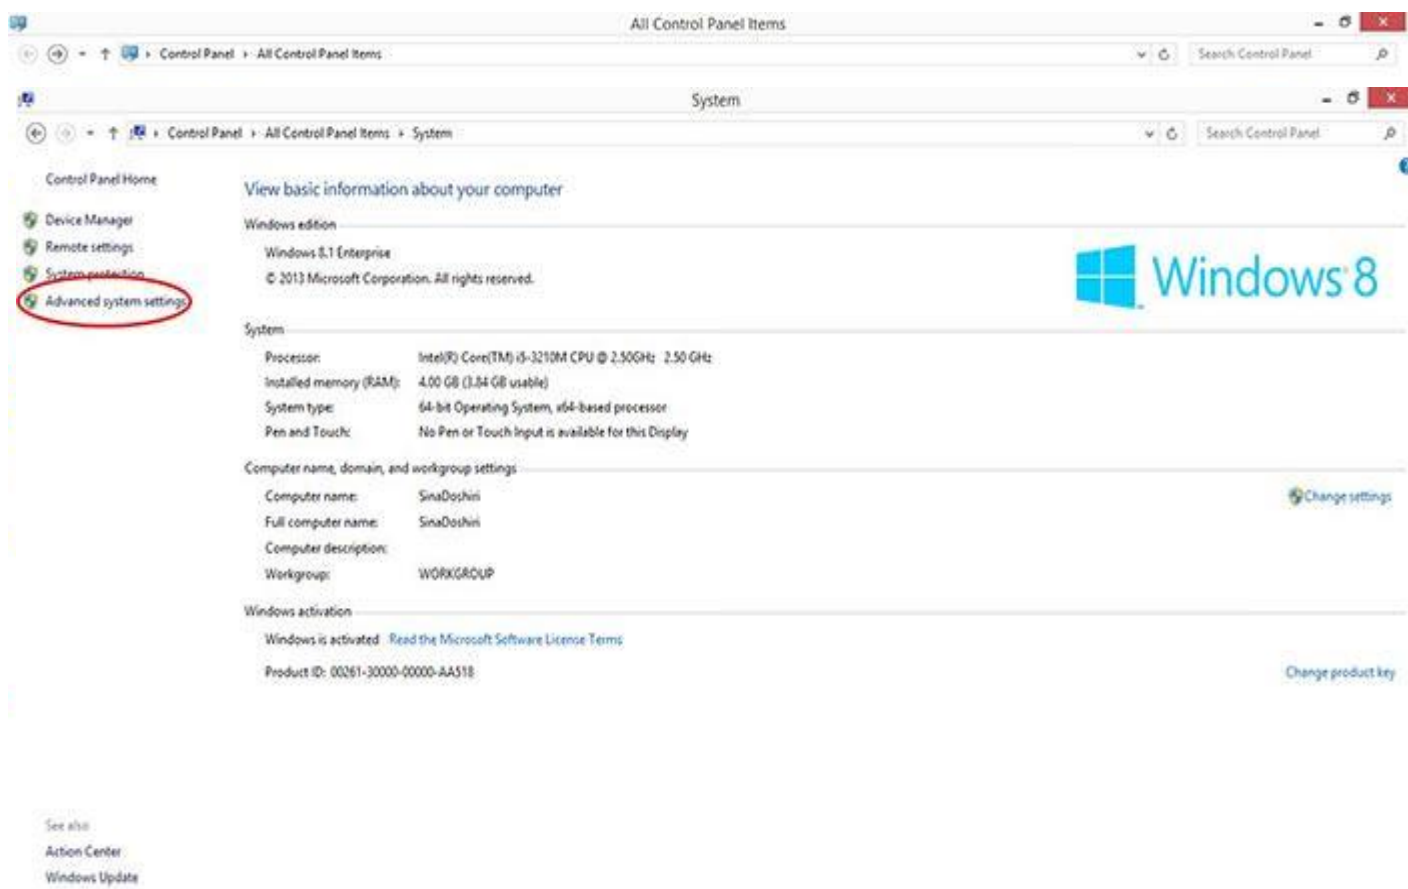 All Control Panel Items
Control Panel All Control Panel Items Search Control Panel
System
Control Panel All Control Panel Items System Search Control Panel
Control Panel Home
Device Manager
Remote settings
System protection
Advanced system settings
View basic information about your computer
Windows edition
Windows 8.1 Enterprise
© 2013 Microsoft Corporation. All rights reserved.
Windows 8
System
Processor: Intel(R) Core(TM) i5-3210M CPU @ 2.50GHz 2.50 GHz
Installed memory (RAM): 4.00 GB (3.84 GB usable)
System type: 64-bit Operating System, x64-based processor
Pen and Touch: No Pen or Touch Input is available for this Display
Computer name, domain, and workgroup settings
Computer name: SinaDoshiri
Change settings
Full computer name: SinaDoshiri
Computer description:
Workgroup: WORKGROUP
Windows activation
Windows is activated Read the Microsoft Software License Terms
Product ID: 00261-30000-00000-AA518
Change product key
See also
Action Center
Windows Update